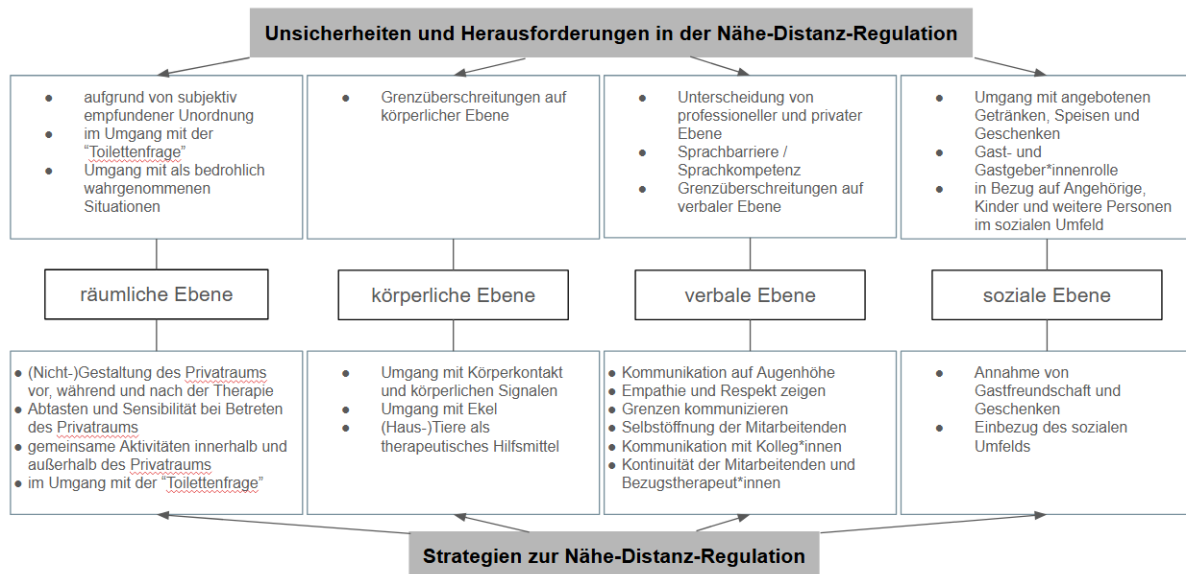 Unsicherheiten und Herausforderungen in der Nähe-Distanz-Regulation
● aufgrund von subjektiv
empfundener Unordnung
● im Umgang mit der
“Toilettenfrage”
● Umgang mit als bedrohlich
wahrgenommenen
Situationen
● Grenzüberschreitungen auf
körperlicher Ebene
● Unterscheidung von
professioneller und privater
Ebene
● Sprachbarriere /
Sprachkompetenz
● Grenzüberschreitungen auf
verbaler Ebene
● Umgang mit angebotenen
Getränken, Speisen und
Geschenken
● Gast- und
Gastgeber*innenrolle
● in Bezug auf Angehörige,
Kinder und weitere Personen
im sozialen Umfeld
räumliche Ebene
körperliche Ebene
verbale Ebene
soziale Ebene
● (Nicht-)Gestaltung des Privatraums
vor, während und nach der Therapie
● Abtasten und Sensibilität bei Betreten
des Privatraums
● gemeinsame Aktivitäten innerhalb und
außerhalb des Privatraums
● im Umgang mit der “Toilettenfrage”
● Umgang mit Körperkontakt
und körperlichen Signalen
● Umgang mit Ekel
● (Haus-)Tiere als
therapeutisches Hilfsmittel
● Kommunikation auf Augenhöhe
● Empathie und Respekt zeigen
● Grenzen kommunizieren
● Selbstöffnung der Mitarbeitenden
● Kommunikation mit Kolleg*innen
● Kontinuität der Mitarbeitenden und
Bezugstherapeut*innen
● Annahme von
Gastfreundschaft und
Geschenken
● Einbezug des sozialen
Umfelds
Strategien zur Nähe-Distanz-Regulation